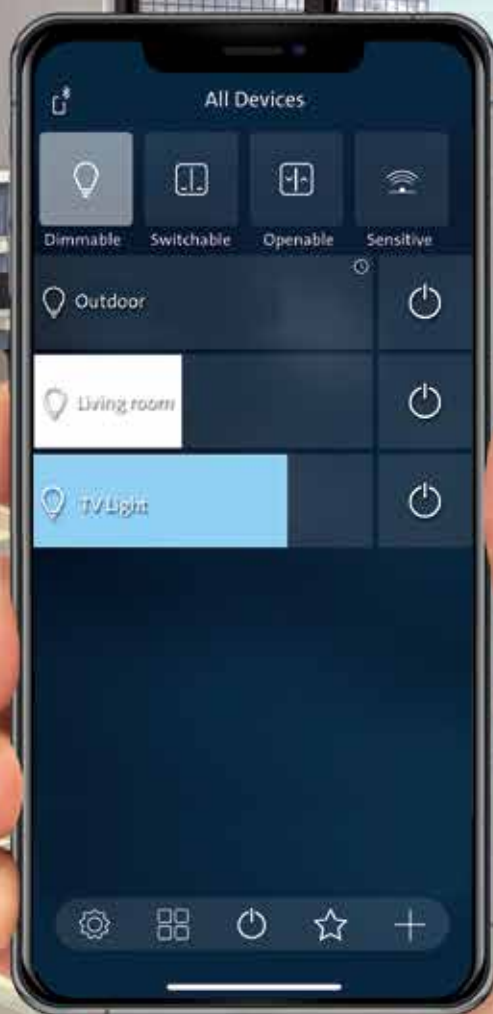 All Devices
Dimmable Switchable Openable Sensitive
Outdoor
Living room
TV Light